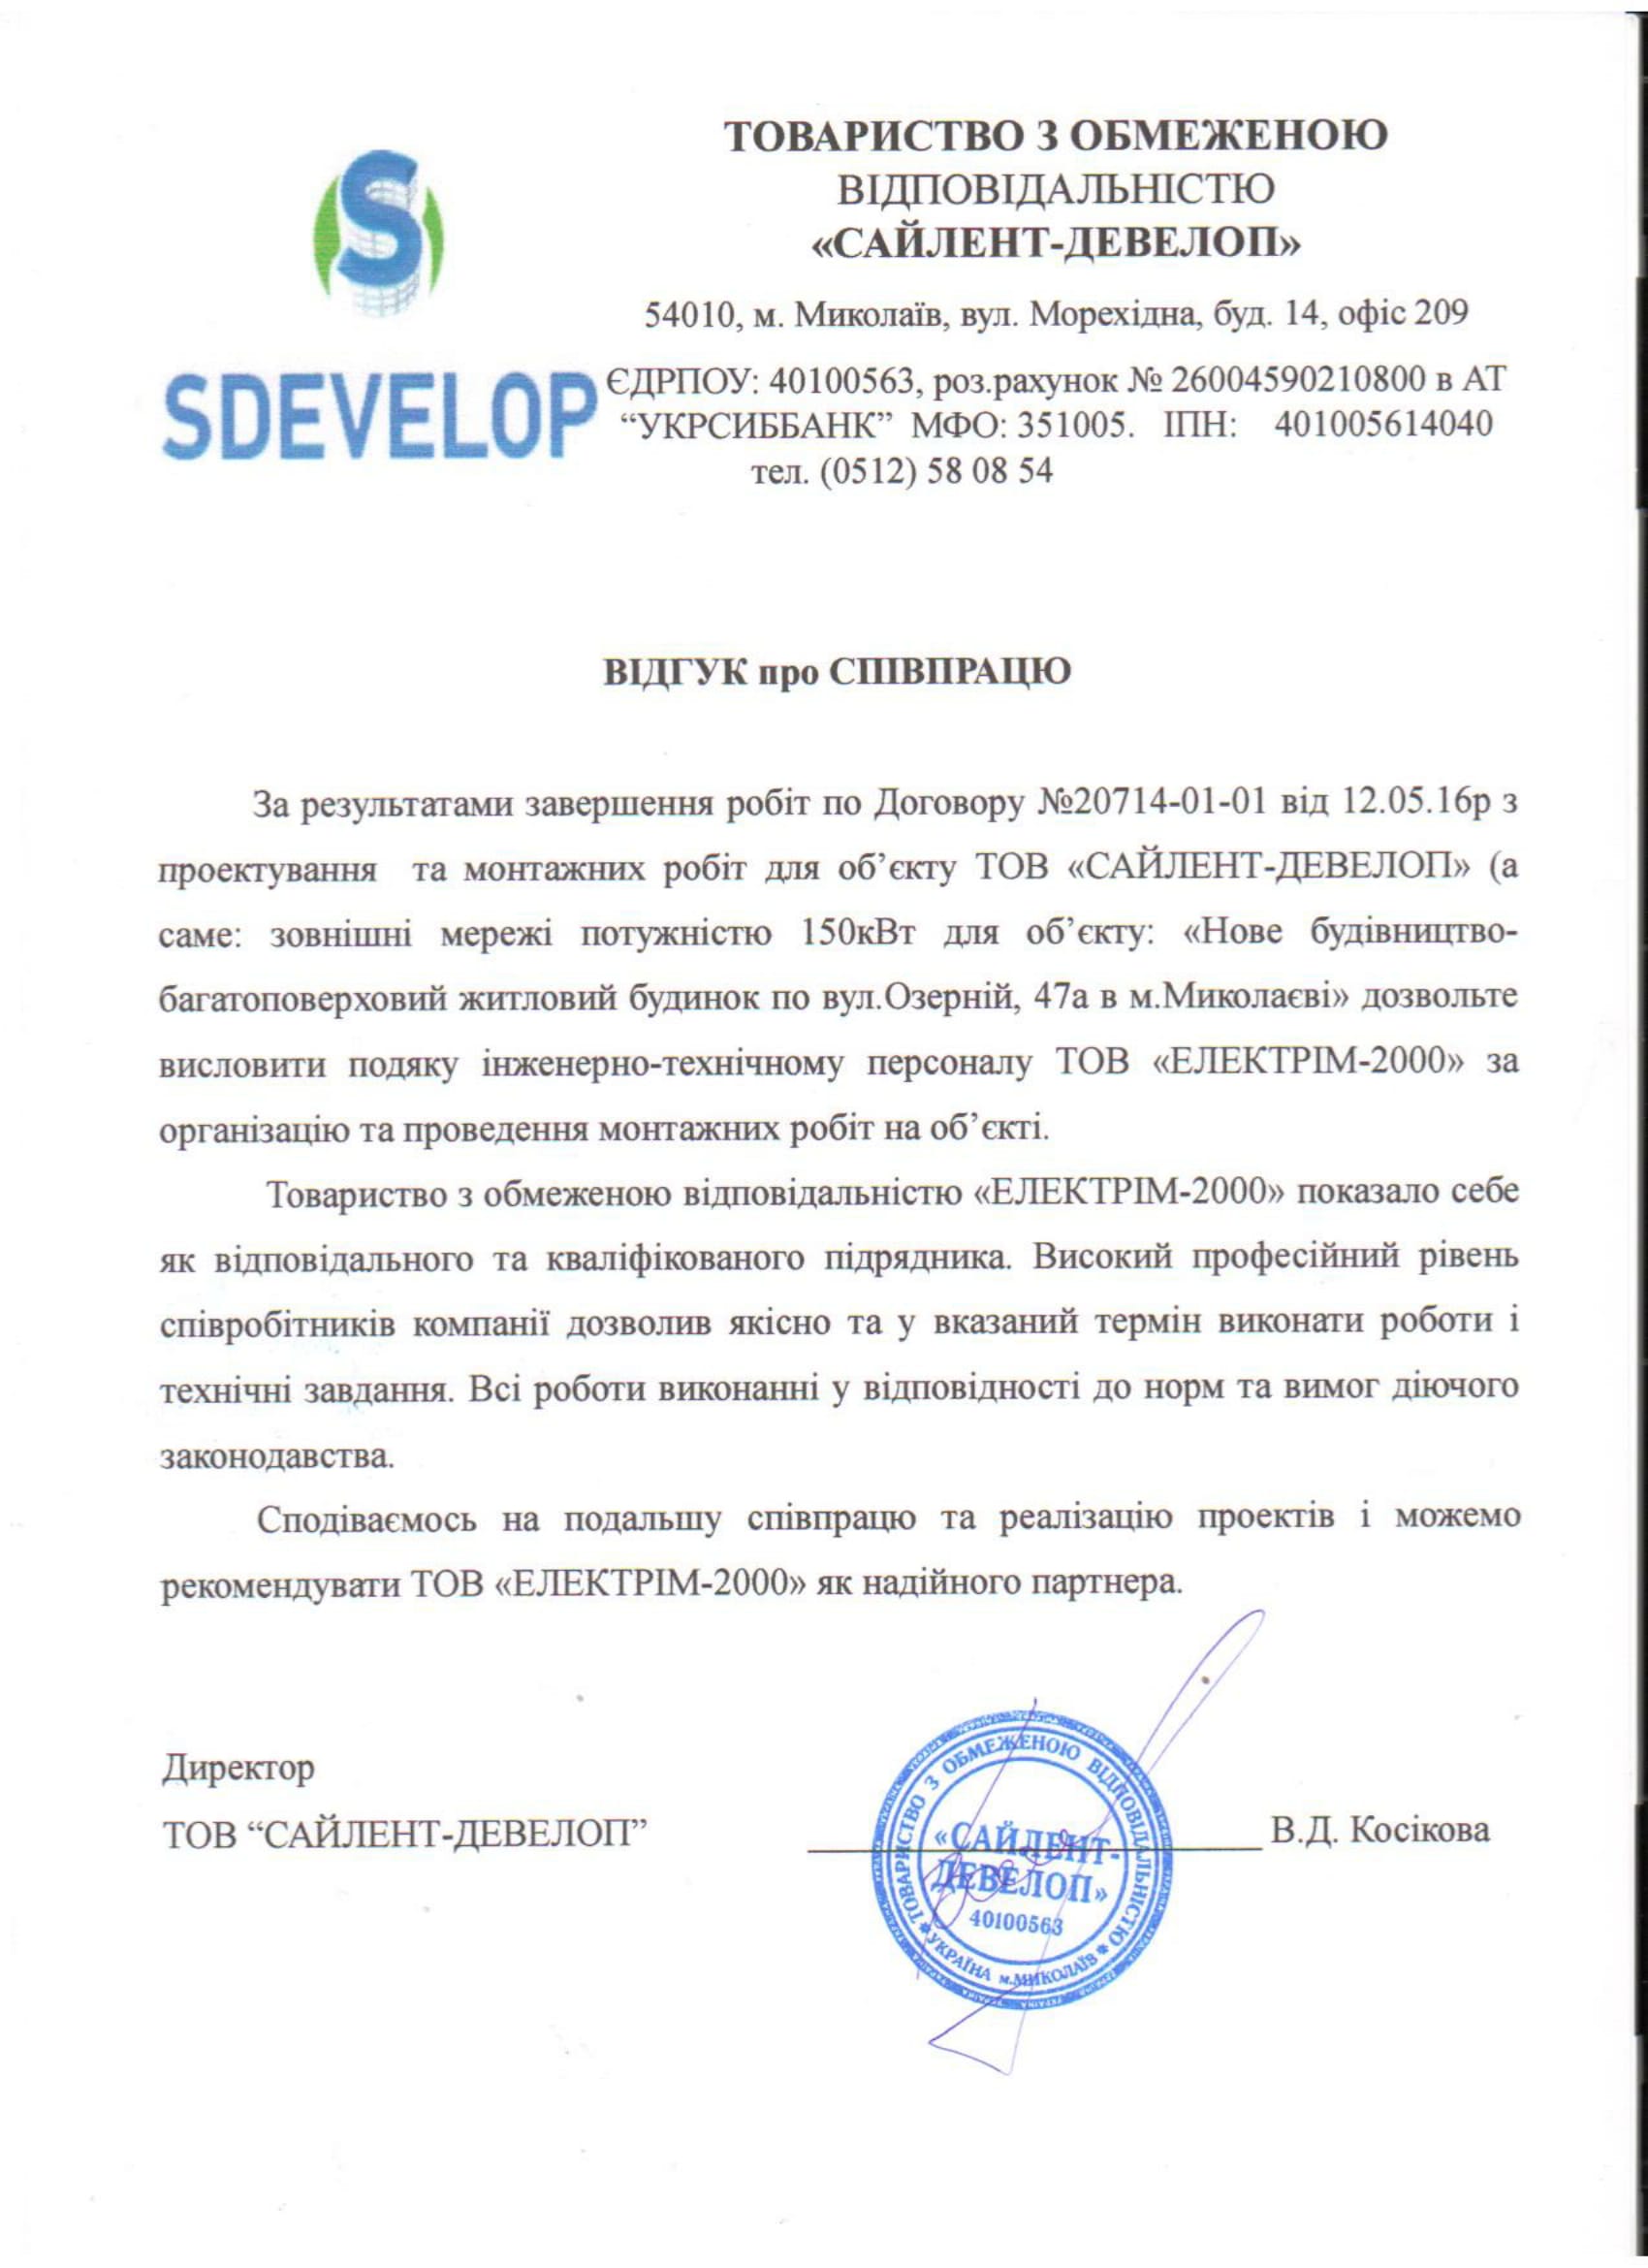 ТОВАРИСТВО З ОБМЕЖЕНОЮ
ВІДПОВІДАЛЬНІСТЮ
«САЙЛЕНТ-ДЕВЕЛОП»
54010, м. Миколаїв, вул. Морехідна, буд. 14, офіс 209
S
SDEVELOP
ЄДРПОУ: 40100563, роз.рахунок № 26004590210800 в АТ
“УКРСИББАНК” МФО: 351005. ІПН: 401005614040
тел. (0512) 58 08 54
ВІДГУК про СПІВПРАЦЮ
За результатами завершення робіт по Договору №20714-01-01 від 12.05.16р з
проектування та монтажних робіт для об’єкту ТОВ «САЙЛЕНТ-ДЕВЕЛОП» (а
саме: зовнішні мережі потужністю 150кВт для об’єкту: «Нове будівництво-
багатоповерховий житловий будинок по вул.Озерній, 47а в м.Миколаєві» дозвольте
висловити подяку інженерно-технічному персоналу ТОВ «ЕЛЕКТРІМ-2000» за
організацію та проведення монтажних робіт на об’єкті.
Товариство з обмеженою відповідальністю «ЕЛЕКТРІМ-2000» показало себе
як відповідального та кваліфікованого підрядника. Високий професійний рівень
співробітників компанії дозволив якісно та у вказаний термін виконати роботи і
технічні завдання. Всі роботи виконанні у відповідності до норм та вимог діючого
законодавства.
Сподіваємось на подальшу співпрацю та реалізацію проектів і можемо
рекомендувати ТОВ «ЕЛЕКТРІМ-2000» як надійного партнера.
Директор
ТОВ “САЙЛЕНТ-ДЕВЕЛОП”
В.Д. Косікова
ТОВАРИСТВО З ОБМЕЖЕНОЮ ВІДПОВІДАЛЬНІСТЮ
«САЙЛЕНТ-
ДЕВЕЛОП»
40100563
* УКРАЇНА м.МИКОЛАЇВ *